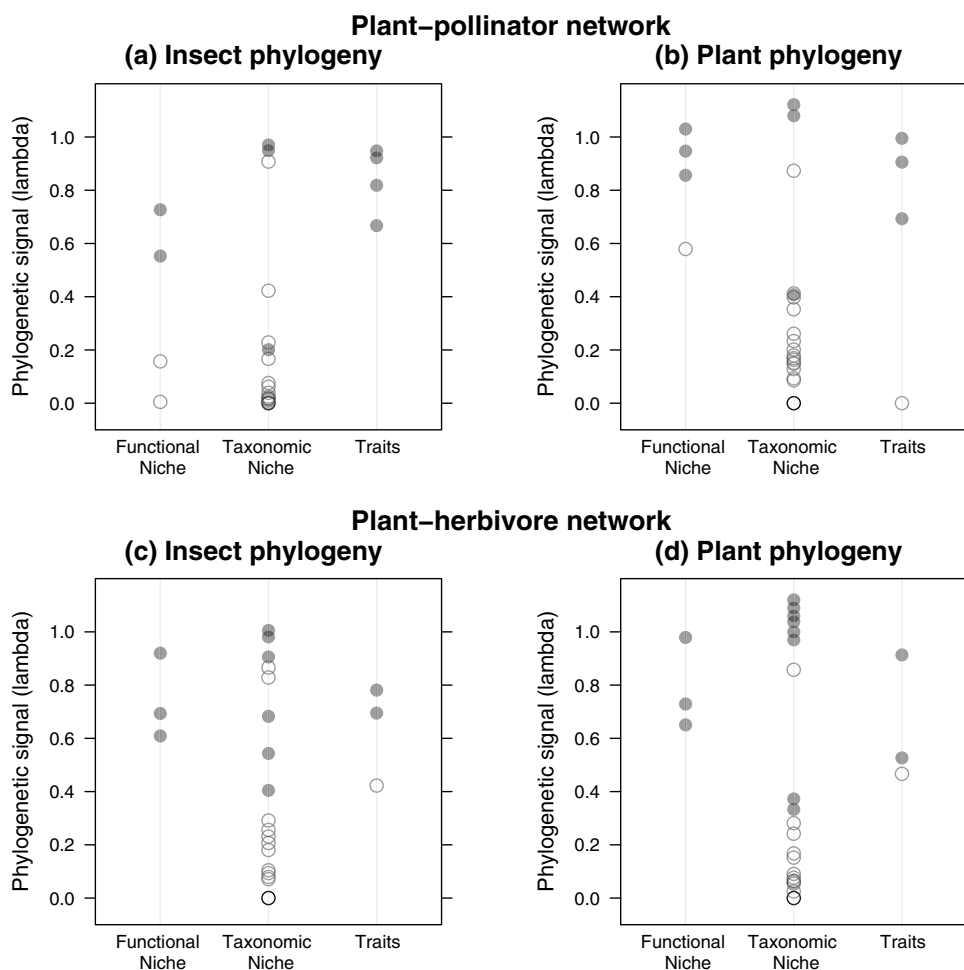 Plant−pollinator network
(a) Insect phylogeny
Phylogenetic signal (lambda)
1.0
0.8
0.6
0.4
0.2
0.0
Functional Niche
Taxonomic Niche
Traits
(b) Plant phylogeny
Phylogenetic signal (lambda)
1.0
0.8
0.6
0.4
0.2
0.0
Functional Niche
Taxonomic Niche
Traits
Plant−herbivore network
(c) Insect phylogeny
Phylogenetic signal (lambda)
1.0
0.8
0.6
0.4
0.2
0.0
Functional Niche
Taxonomic Niche
Traits
(d) Plant phylogeny
Phylogenetic signal (lambda)
1.0
0.8
0.6
0.4
0.2
0.0
Functional Niche
Taxonomic Niche
Traits